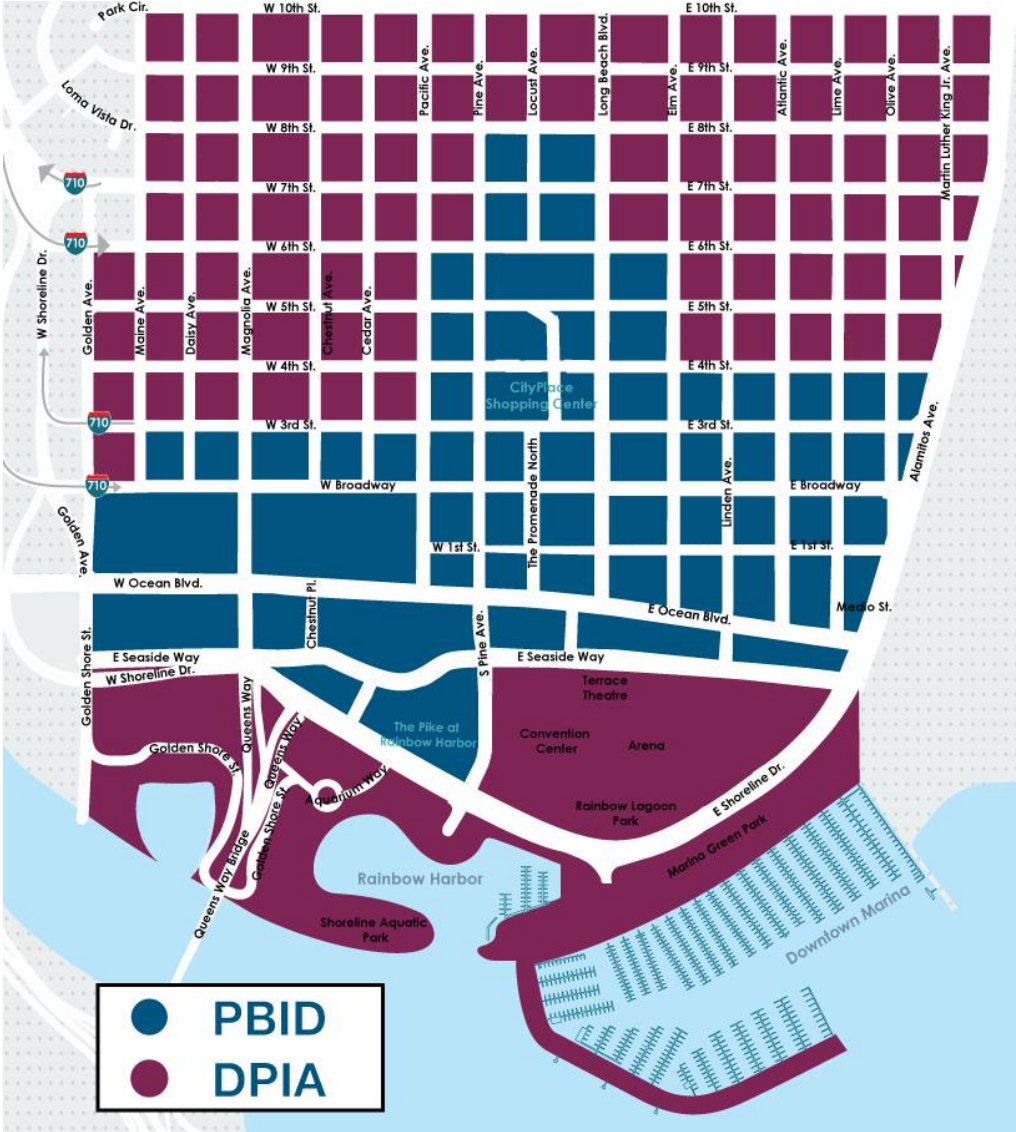 Park Cir.
W 10th St.
E 10th St.
W 9th St.
E 9th St.
Pacific Ave.
Pine Ave.
Locust Ave.
Long Beach Blvd.
Elm Ave.
Atlantic Ave.
Lime Ave.
Olive Ave.
Martin Luther King Jr. Ave.
Loma Vista Dr.
W 8th St.
E 8th St.
710
W 7th St.
E 7th St.
710
W 6th St.
E 6th St.
W Shoreline Dr.
Golden Ave.
Maine Ave.
Daisy Ave.
Magnolia Ave.
Chestnut Ave.
Cedar Ave.
W 5th St.
E 5th St.
W 4th St.
E 4th St.
CityPlace
Shopping Center
710
W 3rd St.
E 3rd St.
Alamitos Ave.
710
W Broadway
The Promenade North
Linden Ave.
E Broadway
Golden Ave.
W 1st St.
E 1st St.
W Ocean Blvd.
Chestnut Pl.
E Ocean Blvd.
Medio St.
Golden Shore St.
E Seaside Way
S Pine Ave.
E Seaside Way
W Shoreline Dr.
Queens Way
Queens Way
Terrace
Theatre
The Pike at
Rainbow Harbor
Convention
Center
Arena
Golden Shore St.
Golden Shore St.
Aquarium Way
Rainbow Lagoon
Park
E Shoreline Dr.
Marina Green Park
Queens Way Bridge
Rainbow Harbor
Shoreline Aquatic
Park
Downtown Marina
PBID
DPIA